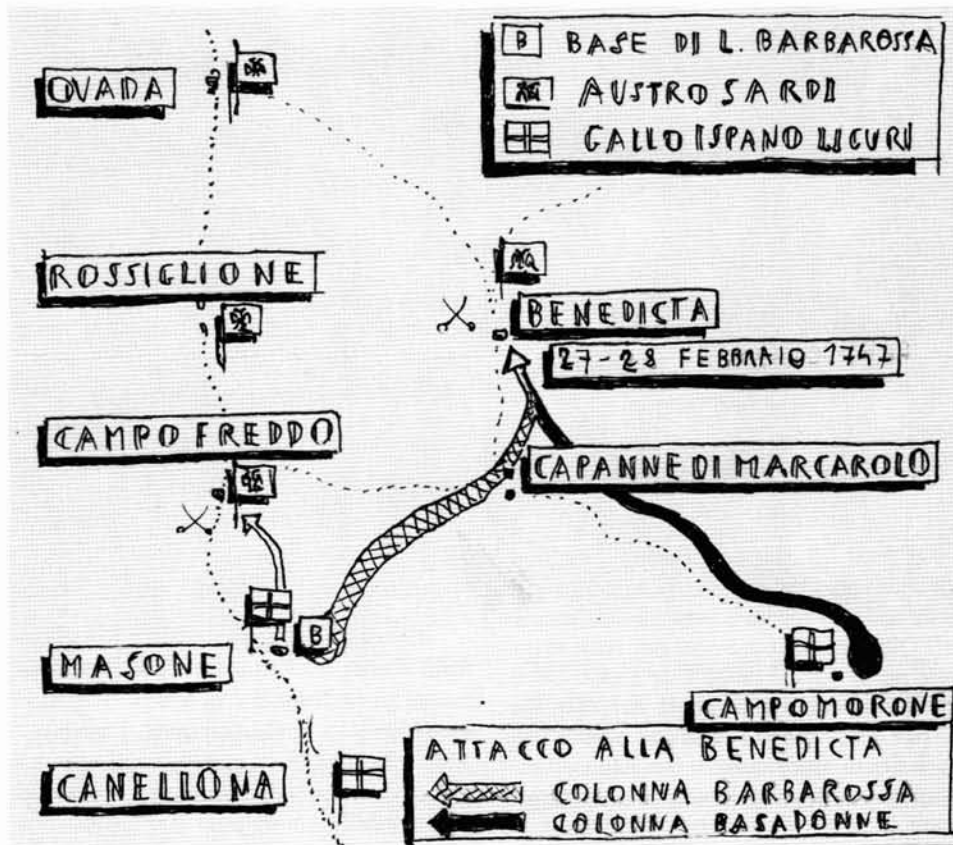 B BASE DI L. BARBAROSSA
AUSTRO SARDI
GALLO ISPANO LIGURI
OVADA
ROSSIGLIONE
BENEDICTA
27-28 FEBBRAIO 1747
CAMPO FREDDO
CAPANNE DI MARCAROLO
B
MASONE
CAMPOMORONE
ATTACCO ALLA BENEDICTA
COLONNA BARBAROSSA
COLONNA BASADONNE
CANELLONA